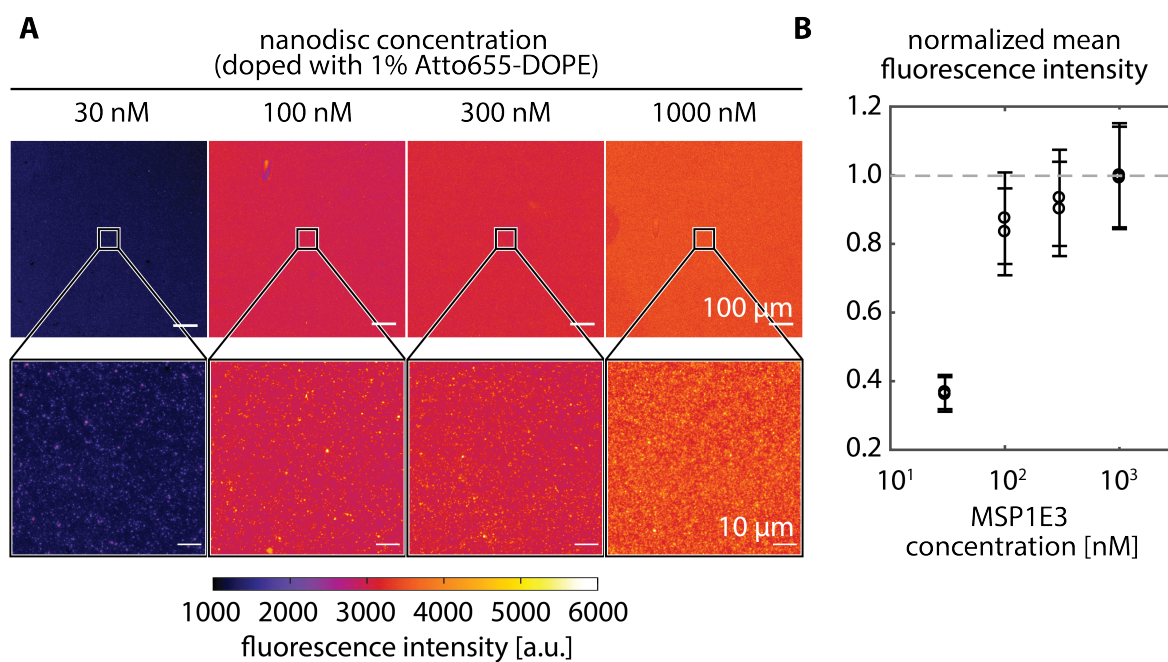 A
nanodisc concentration
(doped with 1% Atto655-DOPE)
30 nM 100 nM 300 nM 1000 nM
100 µm
10 µm
1000 2000 3000 4000 5000 6000
fluorescence intensity [a.u.]
B
normalized mean
fluorescence intensity
1.2
1.0
0.8
0.6
0.4
0.2
10¹ 10² 10³
MSP1E3
concentration [nM]